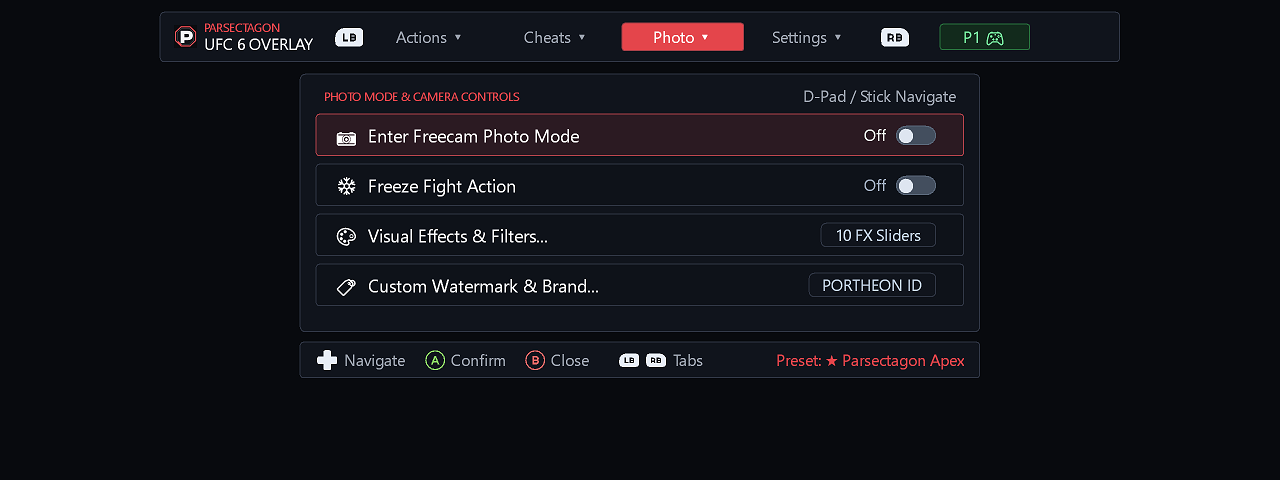 PARSECTAGON
UFC 6 OVERLAY
LB
Actions ▼
Cheats ▼
Photo ▼
Settings ▼
RB
P1
PHOTO MODE & CAMERA CONTROLS
D-Pad / Stick Navigate
Enter Freecam Photo Mode
Off
Freeze Fight Action
Off
Visual Effects & Filters...
10 FX Sliders
Custom Watermark & Brand...
PORTHEON ID
Navigate
A Confirm
B Close
LB RB Tabs
Preset: ★ Parsectagon Apex